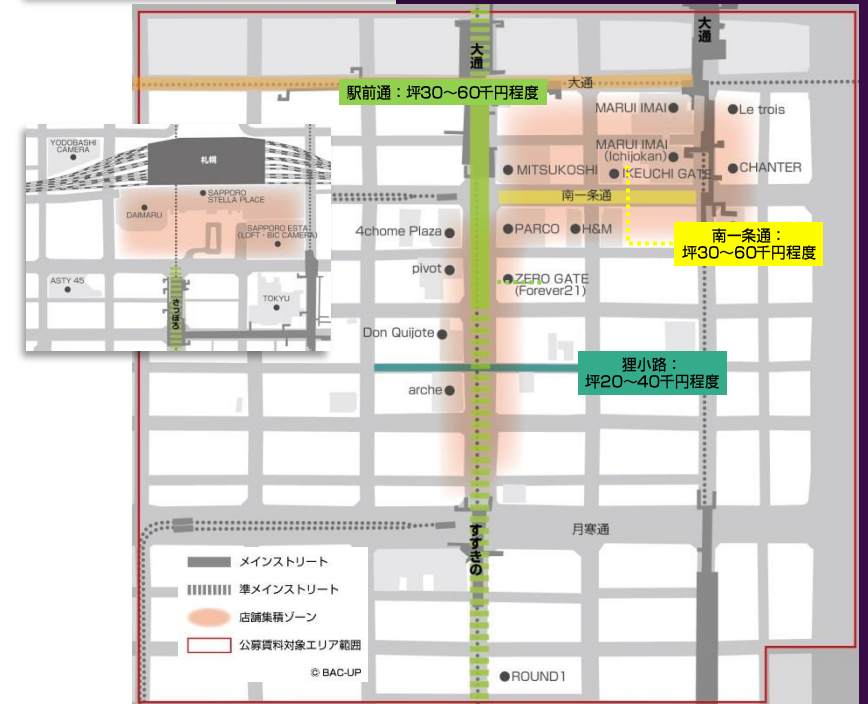 大通
大通
大通
駅前通：坪30～60千円程度
MARUI IMAI
Le trois
MARUI IMAI
(Ichijokan)
MITSUKOSHI
IKEUCHI GATE
CHANTER
南一条通
4chome Plaza
PARCO
H&M
南一条通：
坪30～60千円程度
pivot
ZERO GATE
(Forever21)
Don Quijote
狸小路：
坪20～40千円程度
arche
YODOBASHI
CAMERA
札幌
SAPPORO
STELLA PLACE
DAIMARU
SAPPORO ESTA
(LOFT・BIC CAMERA)
ASTY 45
さっぽろ
TOKYU
月寒通
すすきの
メインストリート
準メインストリート
店舗集積ゾーン
公募賃料対象エリア範囲
© BAC-UP
ROUND1